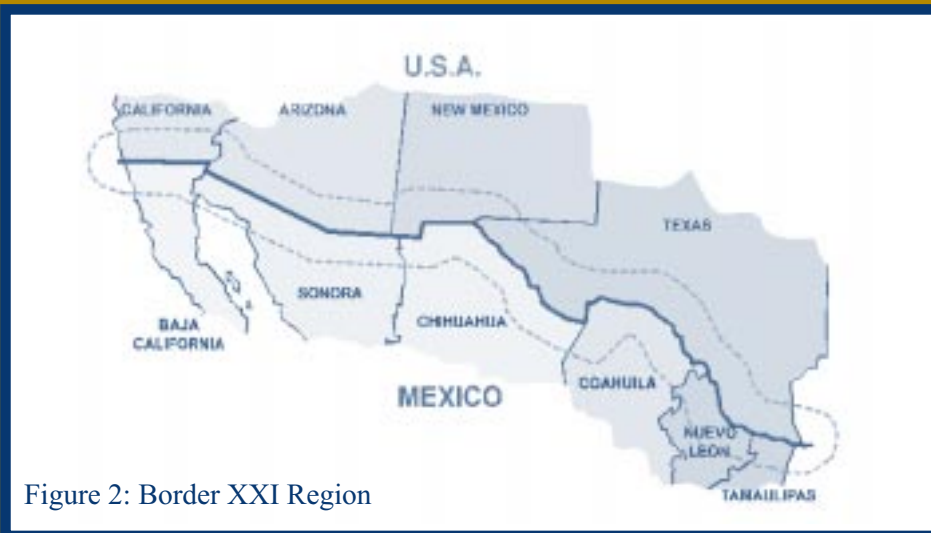 U.S.A.
CALIFORNIA
ARIZONA
NEW MEXICO
TEXAS
SONORA
CHIHUAHUA
BAJA
CALIFORNIA
COAHUILA
MEXICO
NUEVO
LEON
TAMAULIPAS
Figure 2: Border XXI Region